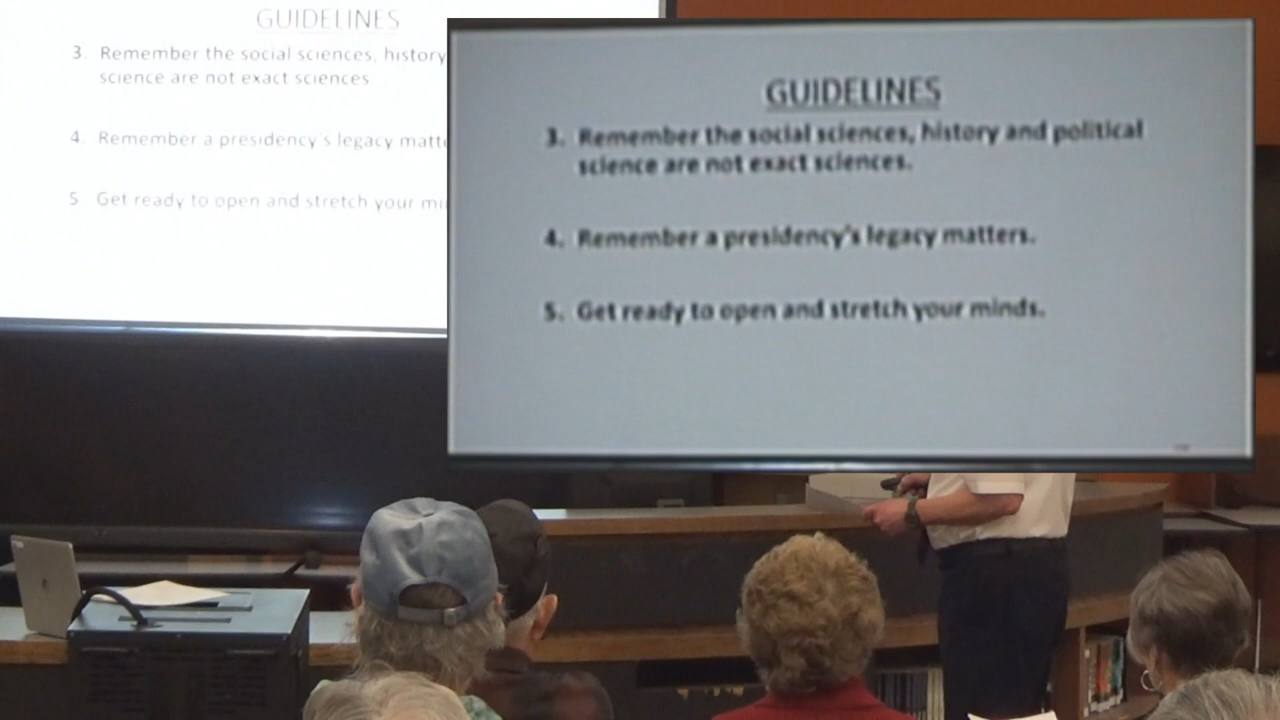 GUIDELINES
3. Remember the social sciences, history
science are not exact sciences
4. Remember a presidency's legacy matte
5 Get ready to open and stretch your mi
GUIDELINES
3. Remember the social sciences, history and political
science are not exact sciences.
4. Remember a presidency's legacy matters.
5. Get ready to open and stretch your minds.